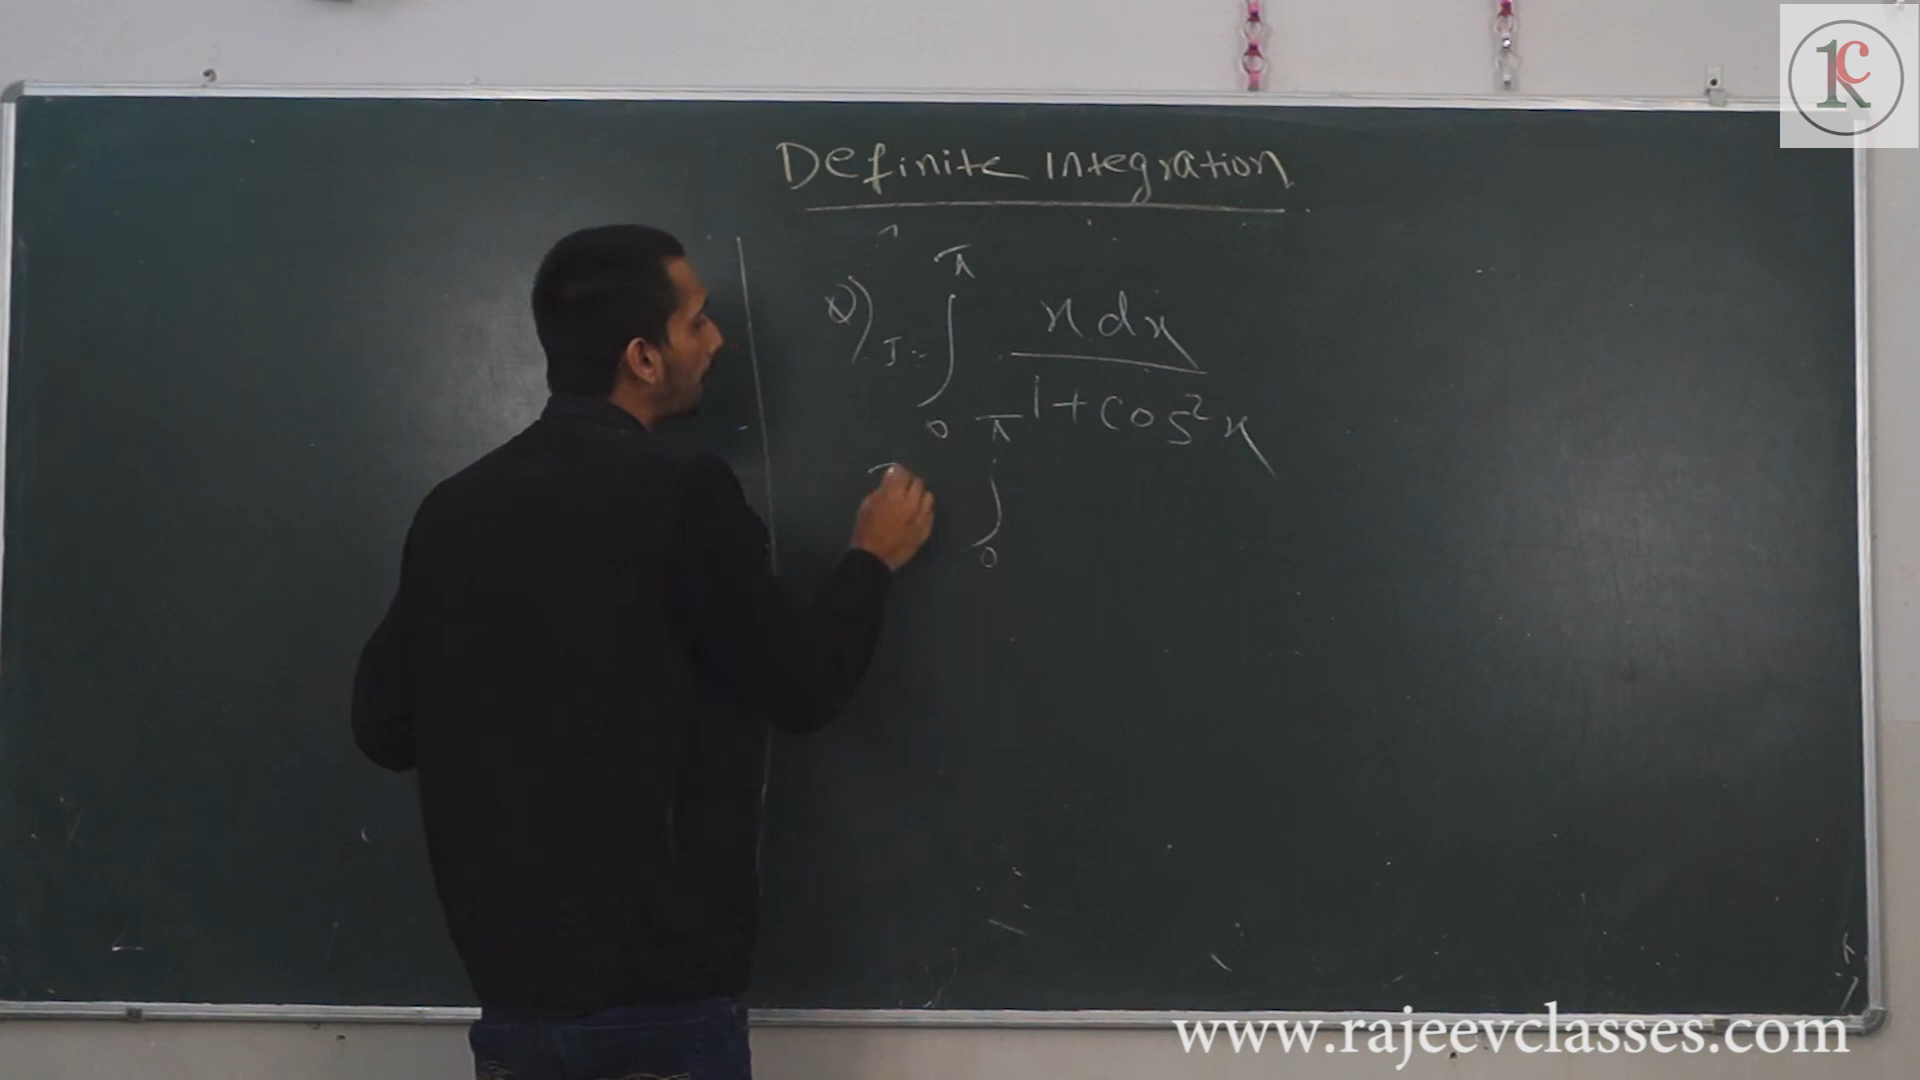 Definite Integration
Q) I = ∫₀^π x dx / 1+cos²x
∫₀^π
www.rajeevclasses.com